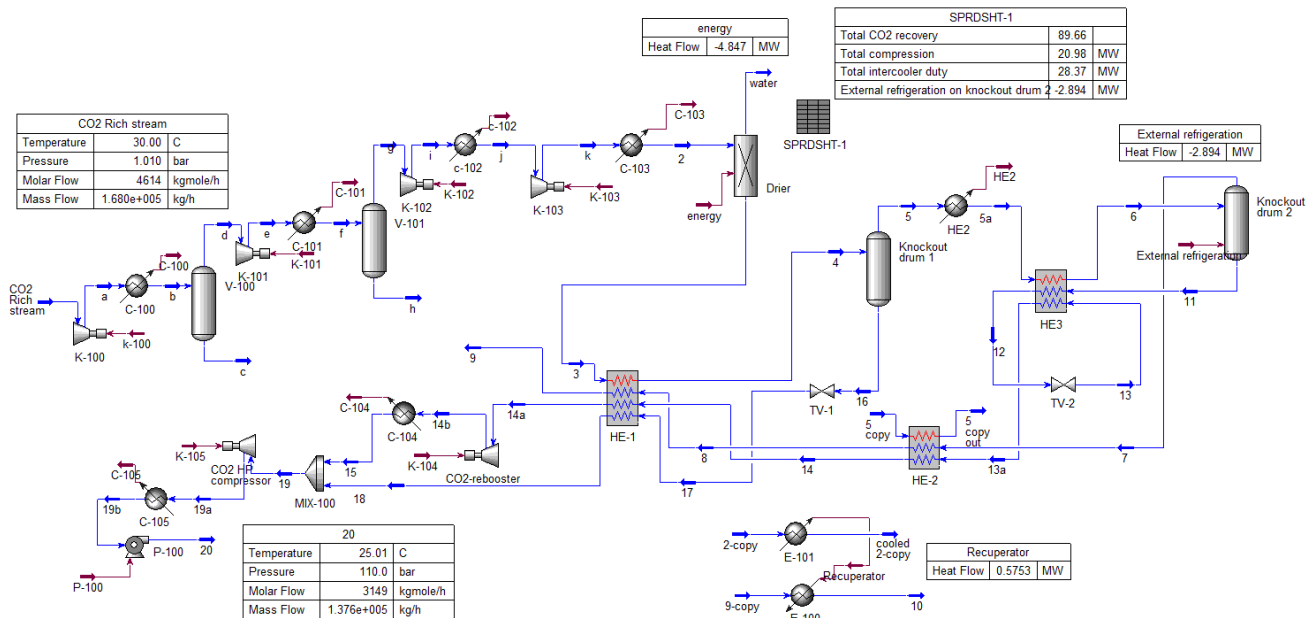 energy
Heat Flow -4.847 MW
SPRDSHT-1
Total CO2 recovery 89.66
Total compression 20.98 MW
Total intercooler duty 28.37 MW
External refrigeration on knockout drum 2 -2.894 MW
water
CO2 Rich stream
Temperature 30.00 C
Pressure 1.010 bar
Molar Flow 4614 kgmole/h
Mass Flow 1.680e+005 kg/h
External refrigeration
Heat Flow -2.894 MW
c-102
C-103
SPRDSHT-1
g
i
c-102
j
k
C-103
2
K-102
K-102
K-103
K-103
Drier
energy
C-101
V-101
d
e
C-101
f
K-101
K-101
V-100
h
C-100
CO2
Rich
stream
a
C-100
b
K-100
k-100
c
HE2
5
HE2
5a
Knockout
drum 1
4
6
Knockout
drum 2
External refrigeration
HE3
11
12
TV-2
13
9
3
HE-1
TV-1
16
5
copy
5
copy
out
8
14
HE-2
13a
7
17
C-104
14b
14a
C-104
K-104
CO2-rebooster
15
18
MIX-100
19
K-105
CO2 HP
compressor
C-105
19b
19a
C-105
P-100
20
P-100
20
Temperature 25.01 C
Pressure 110.0 bar
Molar Flow 3149 kgmole/h
Mass Flow 1.376e+005 kg/h
2-copy
E-101
cooled
2-copy
Recuperator
9-copy
E-100
10
Recuperator
Heat Flow 0.5753 MW